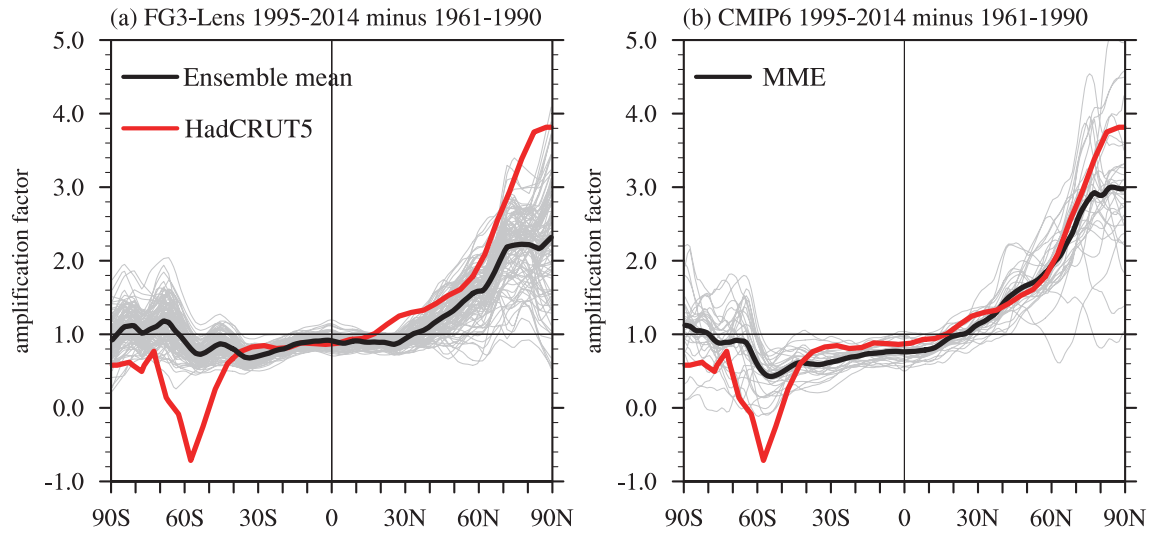 (a) FG3-Lens 1995-2014 minus 1961-1990
5.0
4.0
3.0
2.0
1.0
0.0
-1.0
amplification factor
Ensemble mean
HadCRUT5
90S 60S 30S 0 30N 60N 90N
(b) CMIP6 1995-2014 minus 1961-1990
5.0
4.0
3.0
2.0
1.0
0.0
-1.0
amplification factor
MME
90S 60S 30S 0 30N 60N 90N